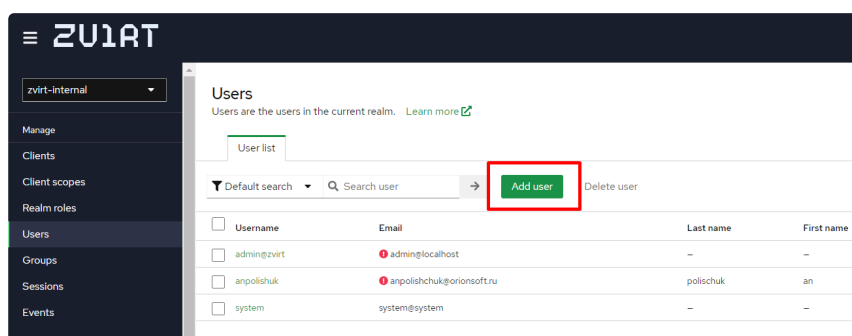 ZV1RT
zvirt-internal
Manage
Clients
Client scopes
Realm roles
Users
Groups
Sessions
Events
Users
Users are the users in the current realm. Learn more
User list
Default search Search user Add user Delete user
Username Email Last name First name
admin@zvirt admin@localhost – –
anpolishuk anpolishchuk@orionsoft.ru polischuk an
system system@system – –